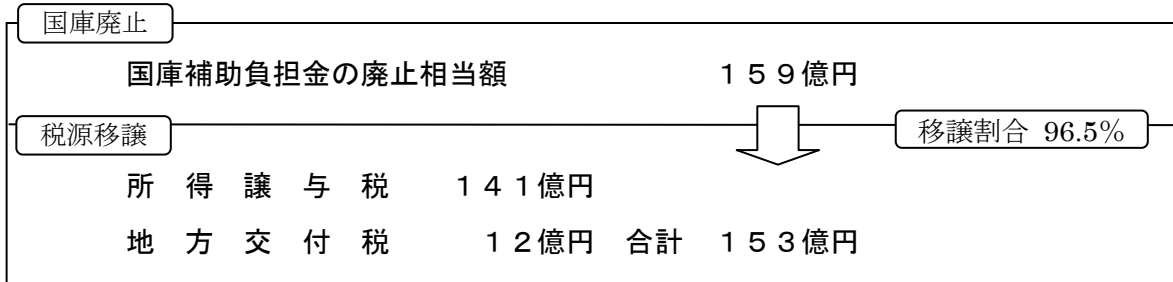 国庫廃止
国庫補助負担金の廃止相当額 １５９億円
税源移譲
移譲割合 96.5%
所得譲与税 １４１億円
地方交付税 １２億円 合計 １５３億円